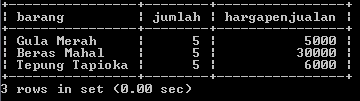 barang | jumlah | hargapenjualan
Gula Merah | 5 | 5000
Beras Mahal | 5 | 30000
Tepung Tapioka | 5 | 6000
3 rows in set (0.00 sec)